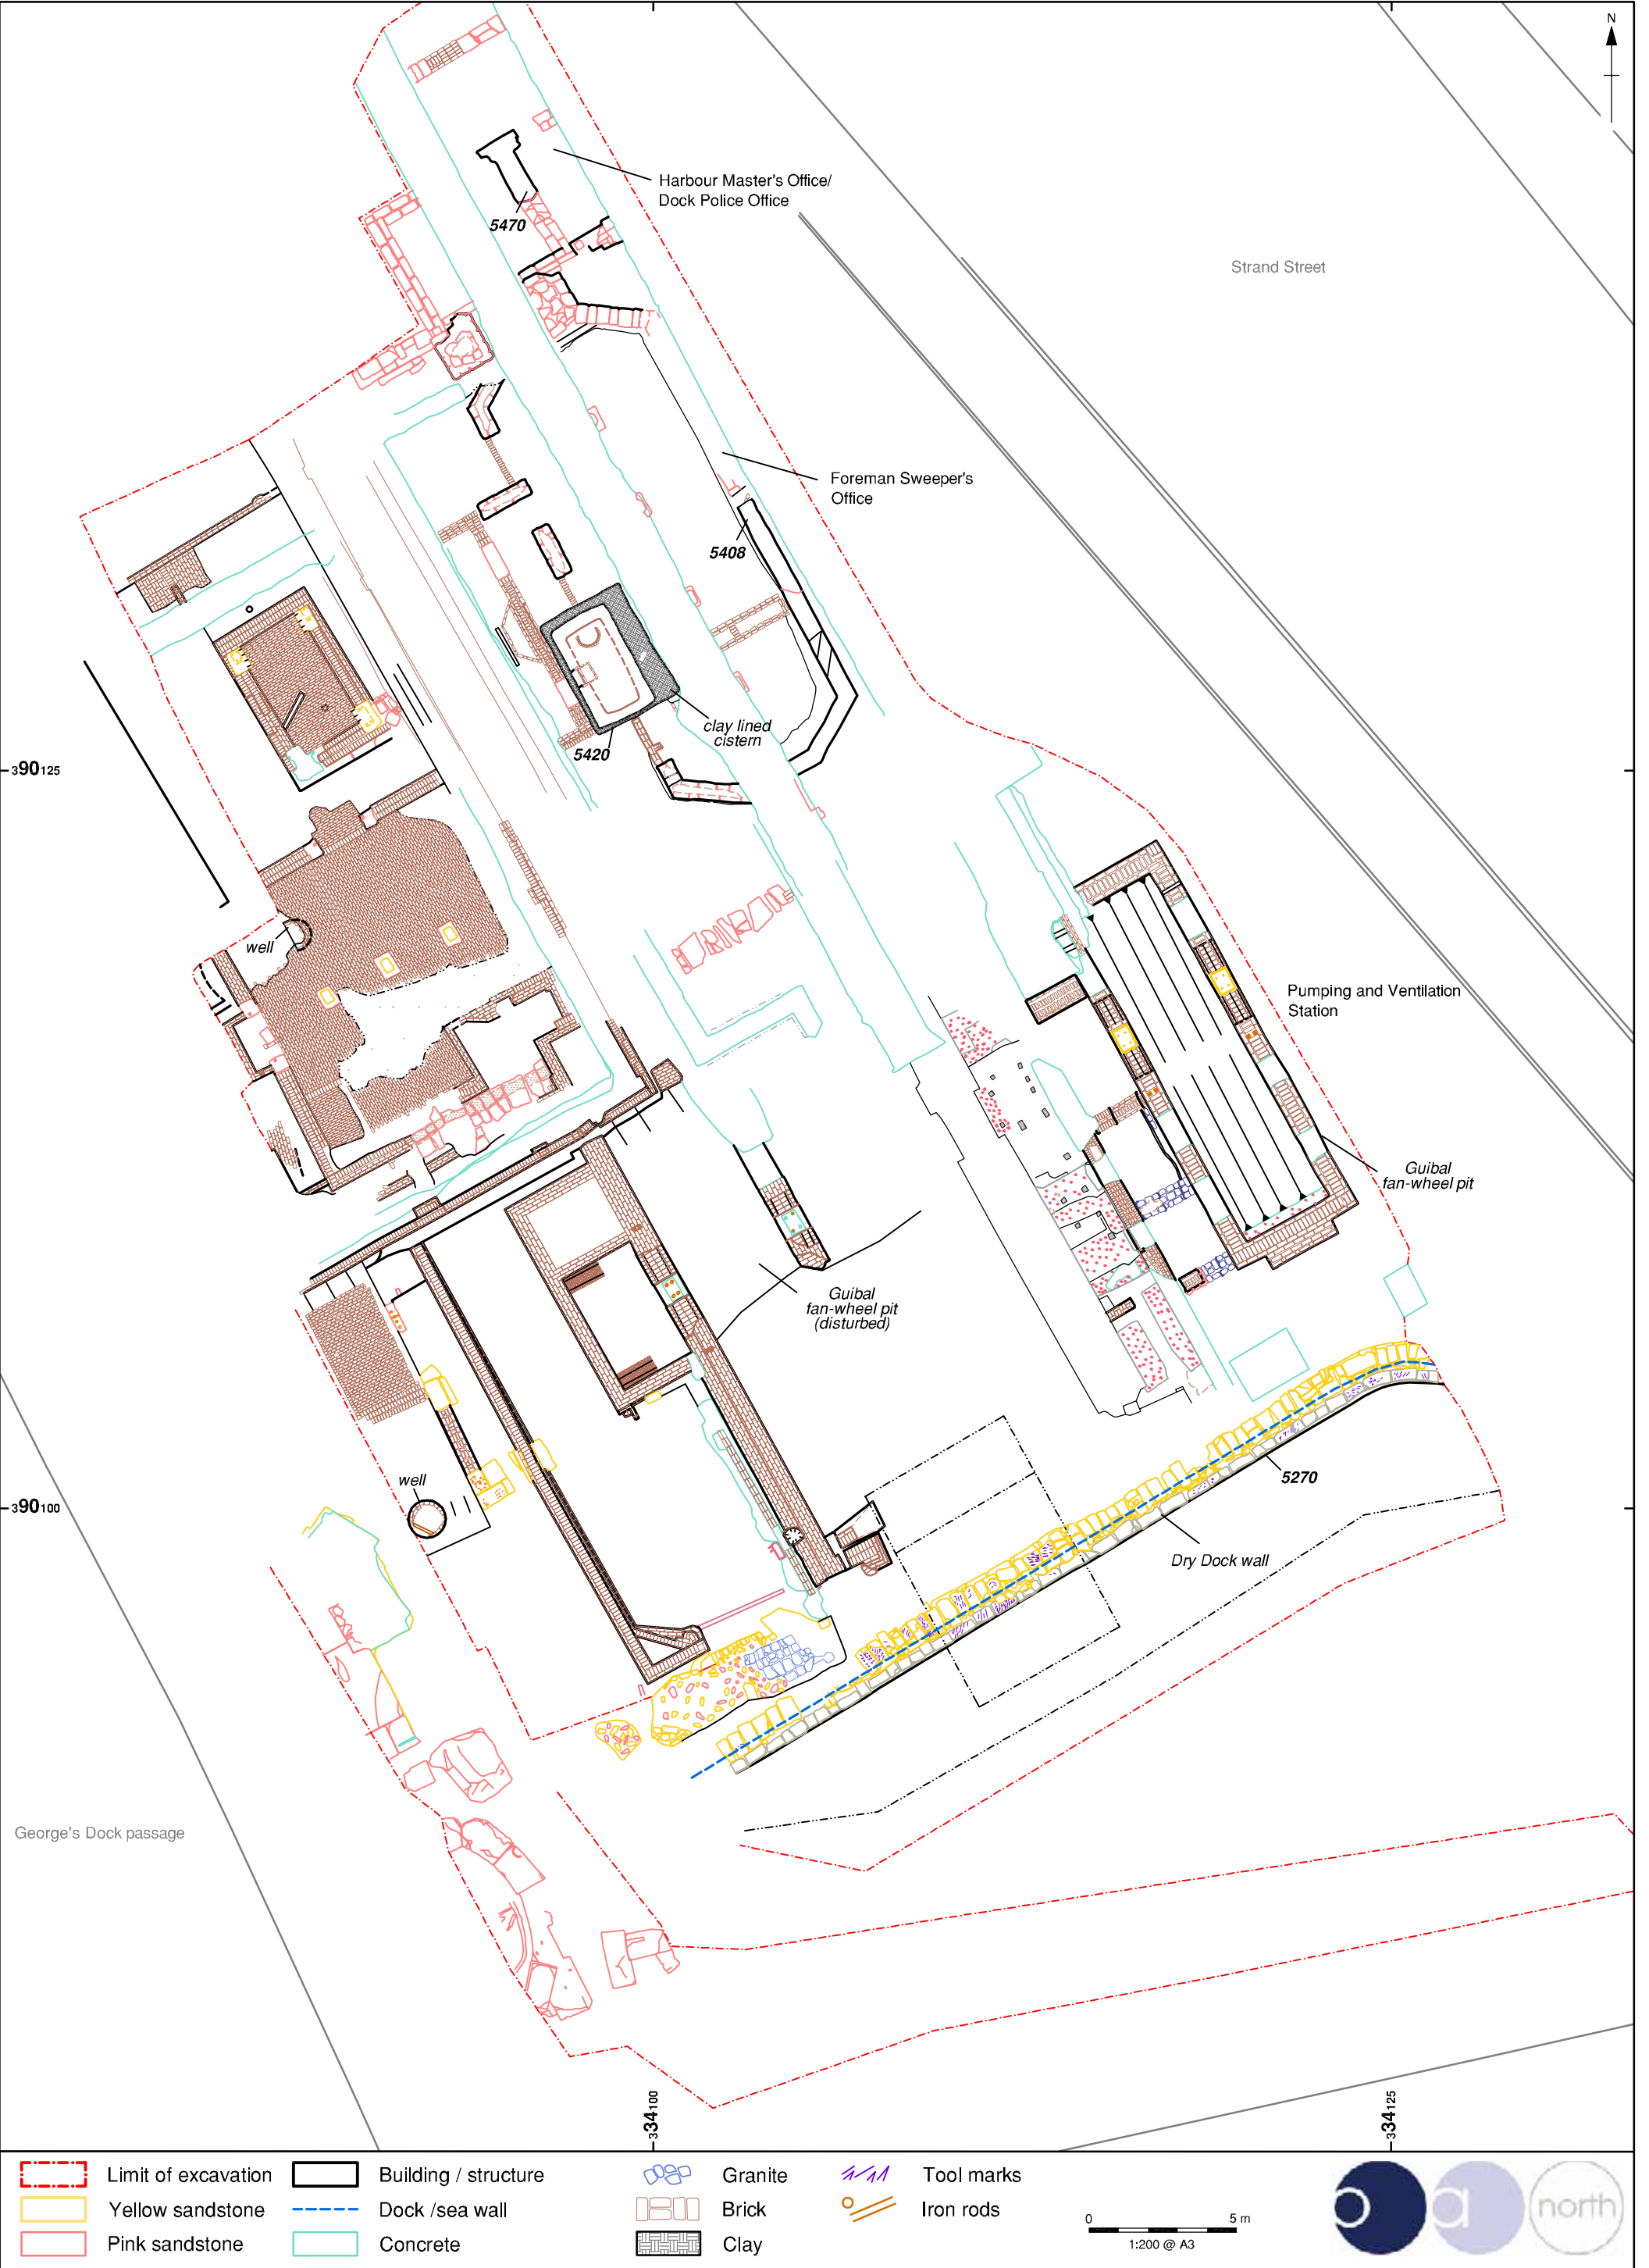 N
Harbour Master's Office/
Dock Police Office
5470
Strand Street
Foreman Sweeper's
Office
5408
clay lined
cistern
5420
390125
well
Pumping and Ventilation
Station
Guibal
fan-wheel pit
Guibal
fan-wheel pit
(disturbed)
well
390100
5270
Dry Dock wall
George's Dock passage
334100
334125
Limit of excavation
Building / structure
Granite
Tool marks
Yellow sandstone
Dock /sea wall
Brick
Iron rods
Pink sandstone
Concrete
Clay
0 5 m
1:200 @ A3
oa north